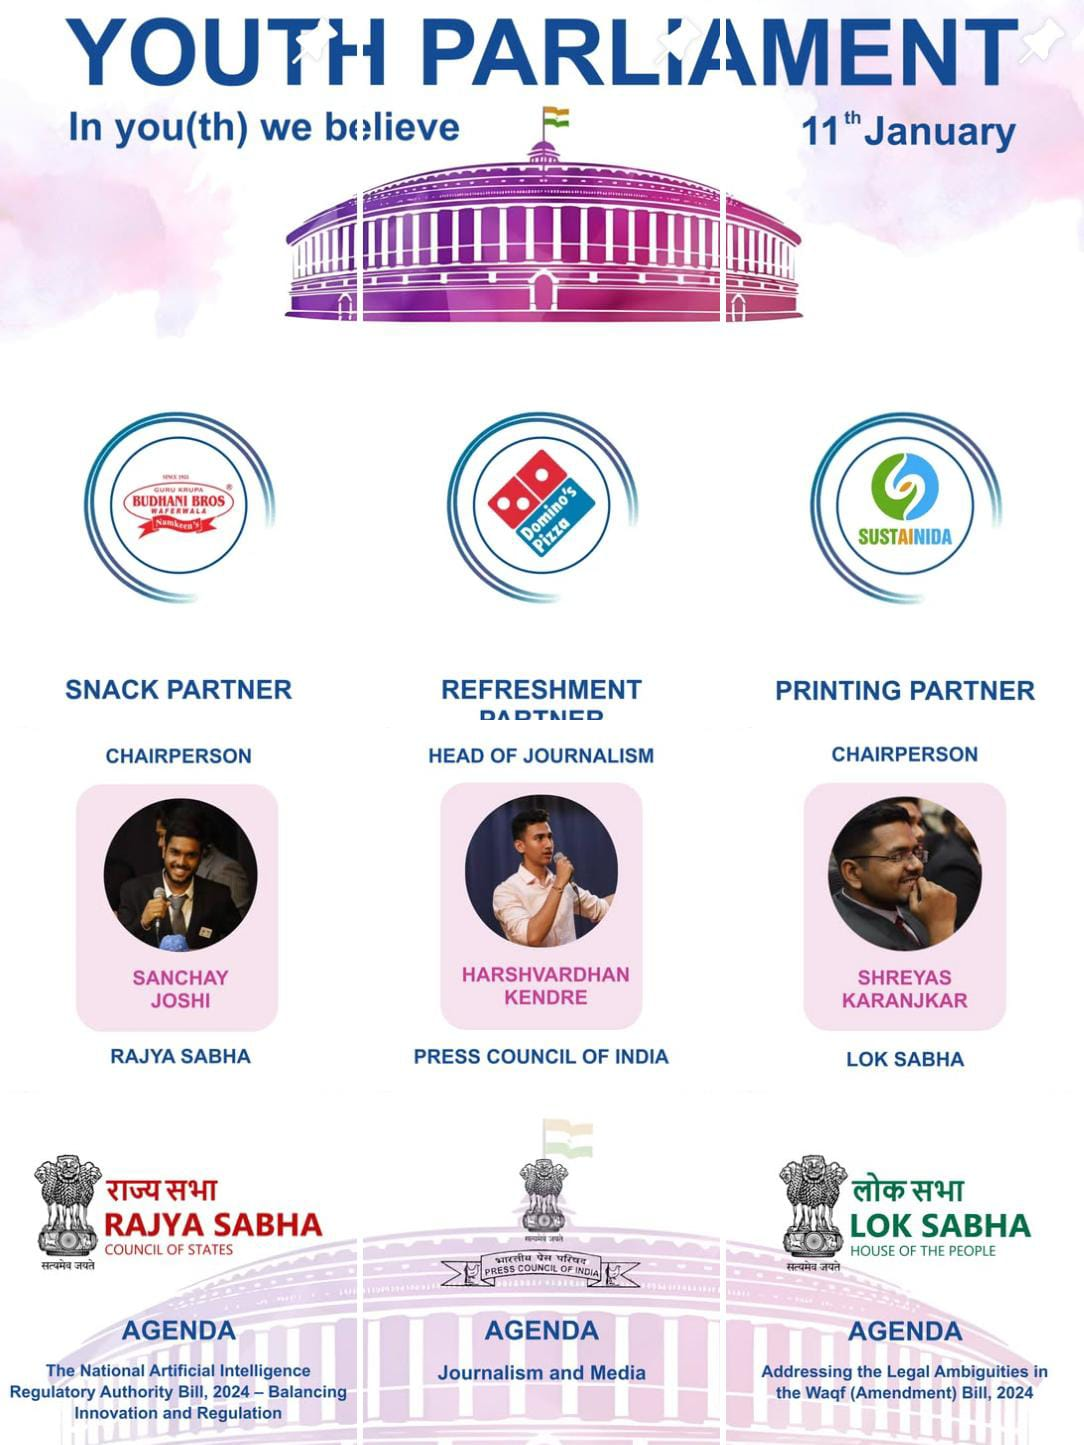 YOUTH PARLIAMENT
In you(th) we believe
11th January
SINCE 1955
GURU KRUPA
BUDHANI BROS
WAFERWALA
Namkeen's
Domino's
Pizza
SUSTAINIDA
SNACK PARTNER
REFRESHMENT
PARTNER
PRINTING PARTNER
CHAIRPERSON
SANCHAY
JOSHI
RAJYA SABHA
HEAD OF JOURNALISM
HARSHVARDHAN
KENDRE
PRESS COUNCIL OF INDIA
CHAIRPERSON
SHREYAS
KARANJKAR
LOK SABHA
राज्य सभा
RAJYA SABHA
COUNCIL OF STATES
सत्यमेव जयते
AGENDA
The National Artificial Intelligence
Regulatory Authority Bill, 2024 – Balancing
Innovation and Regulation
सत्यमेव जयते
भारतीय प्रेस परिषद
PRESS COUNCIL OF INDIA
AGENDA
Journalism and Media
लोक सभा
LOK SABHA
HOUSE OF THE PEOPLE
सत्यमेव जयते
AGENDA
Addressing the Legal Ambiguities in
the Waqf (Amendment) Bill, 2024